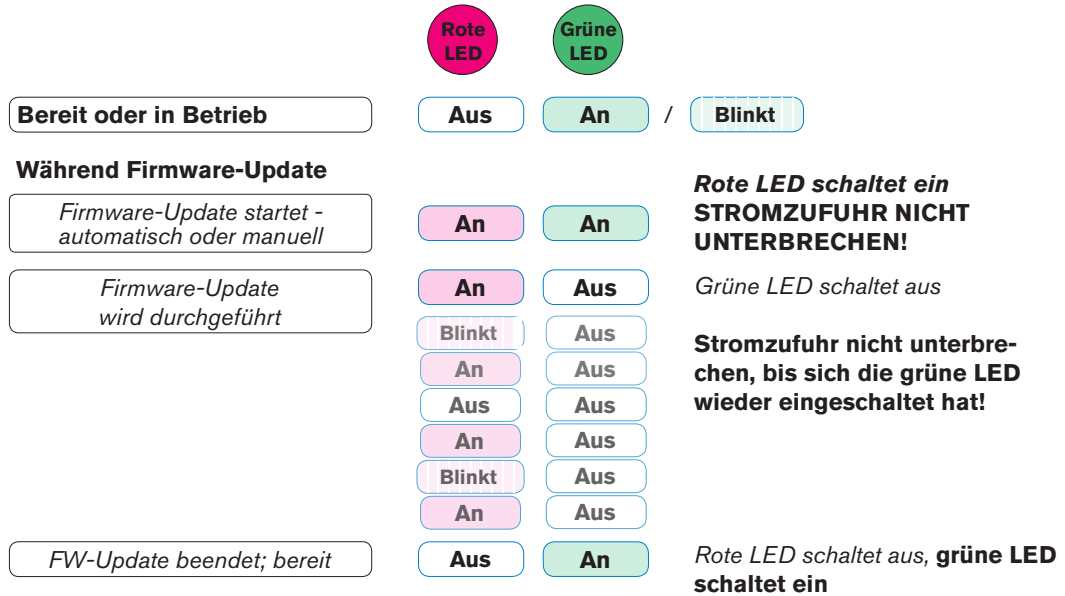 Rote LED
Grüne LED
Bereit oder in Betrieb Aus An / Blinkt
Während Firmware-Update
Firmware-Update startet - automatisch oder manuell
An An
Rote LED schaltet ein
STROMZUFUHR NICHT
UNTERBRECHEN!
Firmware-Update
wird durchgeführt
An Aus
Grüne LED schaltet aus
Blinkt Aus
An Aus
Aus Aus
An Aus
Blinkt Aus
An Aus
Stromzufuhr nicht unterbre-
chen, bis sich die grüne LED
wieder eingeschaltet hat!
FW-Update beendet; bereit Aus An
Rote LED schaltet aus, grüne LED
schaltet ein